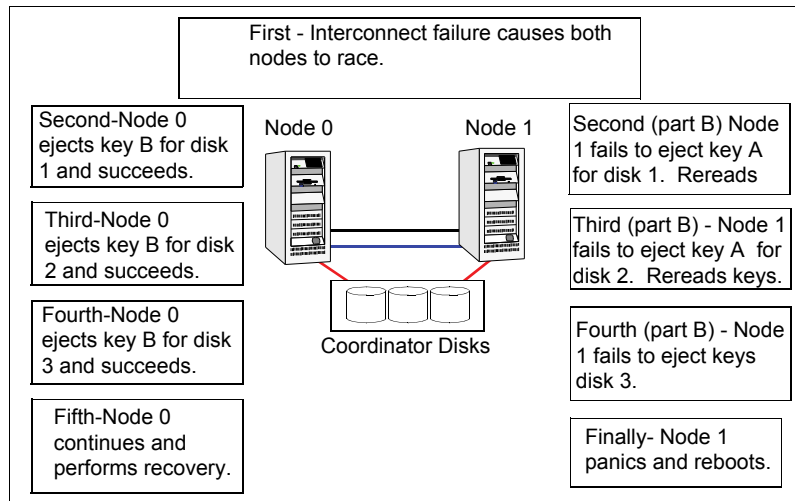 First - Interconnect failure causes both
nodes to race.
Second-Node 0
ejects key B for disk
1 and succeeds.
Node 0
Node 1
Second (part B) Node
1 fails to eject key A
for disk 1.  Rereads
Third-Node 0
ejects key B for disk
2 and succeeds.
Third (part B) - Node 1
fails to eject key A  for
disk 2.  Rereads keys.
Fourth-Node 0
ejects key B for disk
3 and succeeds.
Coordinator Disks
Fourth (part B) - Node
1 fails to eject keys
disk 3.
Fifth-Node 0
continues and
performs recovery.
Finally- Node 1
panics and reboots.